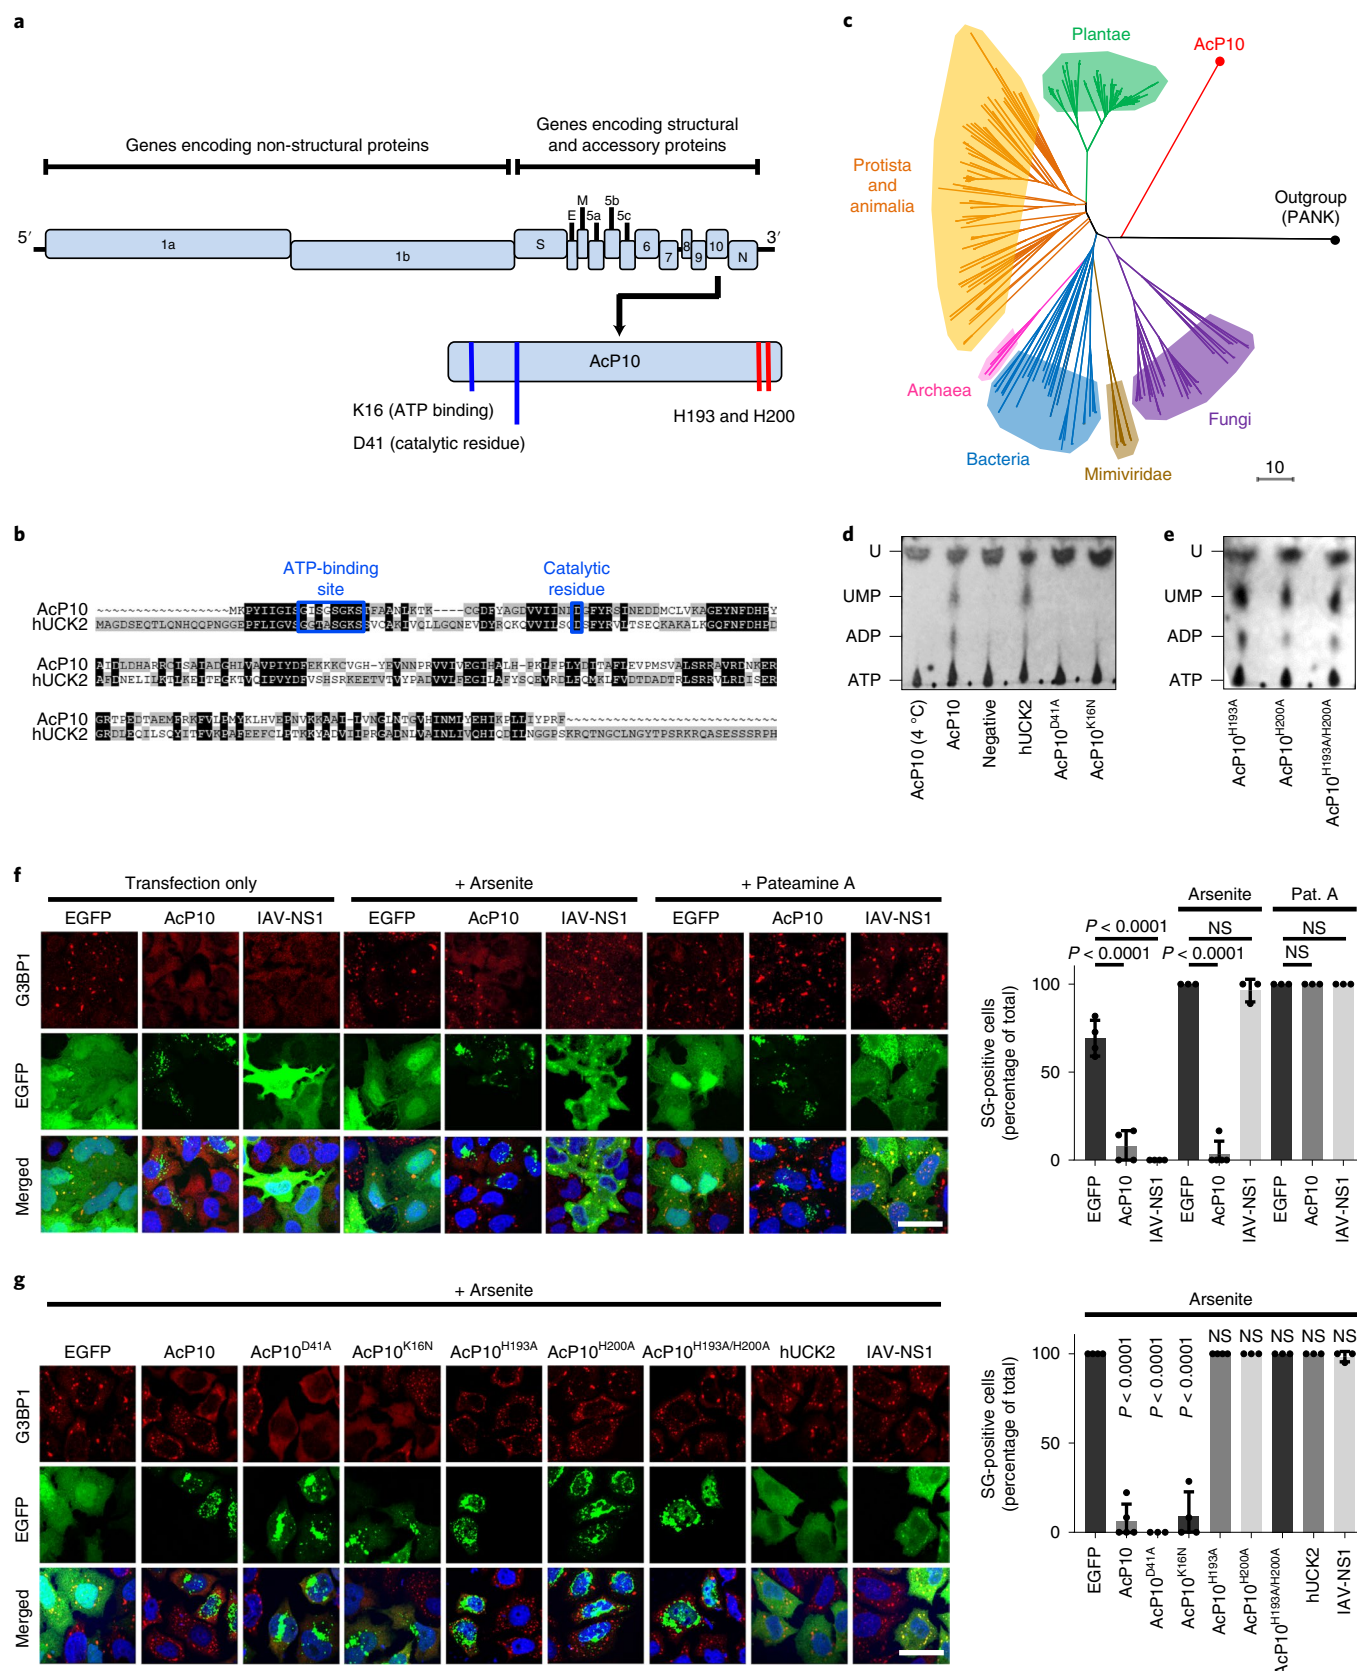 a
Genes encoding non-structural proteins
Genes encoding structural
and accessory proteins
5′
1a
1b
S
E
M
5a
5b
5c
6
7
8
9
10
N
3′
AcP10
K16 (ATP binding)
D41 (catalytic residue)
H193 and H200
c
Plantae
AcP10
Protista
and
animalia
Outgroup
(PANK)
Archaea
Bacteria
Mimiviridae
Fungi
10
b
ATP-binding
site
Catalytic
residue
AcP10
hUCK2
AcP10
hUCK2
AcP10
hUCK2
d
U
UMP
ADP
ATP
AcP10 (4 °C)
AcP10
Negative
hUCK2
AcP10D41A
AcP10K16N
e
U
UMP
ADP
ATP
AcP10H193A
AcP10H200A
AcP10H193A/H200A
f
Transfection only
+ Arsenite
+ Pateamine A
EGFP AcP10 IAV-NS1 EGFP AcP10 IAV-NS1 EGFP AcP10 IAV-NS1
G3BP1
EGFP
Merged
Arsenite
Pat. A
P < 0.0001
NS
NS
P < 0.0001
P < 0.0001
NS
SG-positive cells
(percentage of total)
100
50
0
EGFP
AcP10
IAV-NS1
EGFP
AcP10
IAV-NS1
EGFP
AcP10
IAV-NS1
g
+ Arsenite
EGFP AcP10 AcP10D41A AcP10K16N AcP10H193A AcP10H200A AcP10H193A/H200A hUCK2 IAV-NS1
G3BP1
EGFP
Merged
Arsenite
NS NS NS NS NS
P < 0.0001
P < 0.0001
P < 0.0001
SG-positive cells
(percentage of total)
100
50
0
EGFP
AcP10
AcP10D41A
AcP10K16N
AcP10H193A
AcP10H200A
AcP10H193A/H200A
hUCK2
IAV-NS1